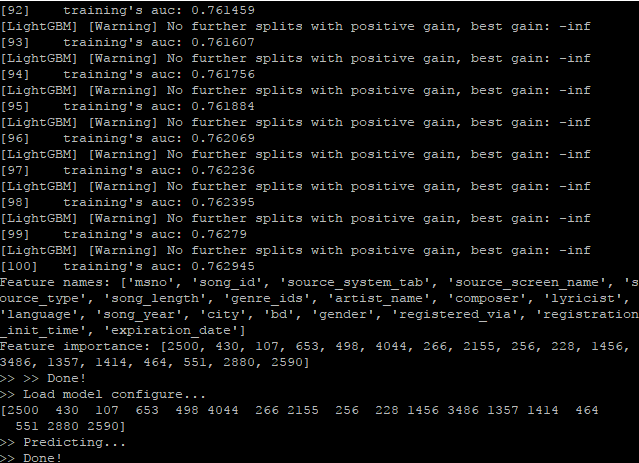 [92]    training's auc: 0.761459
[LightGBM] [Warning] No further splits with positive gain, best gain: -inf
[93]    training's auc: 0.761607
[LightGBM] [Warning] No further splits with positive gain, best gain: -inf
[94]    training's auc: 0.761756
[LightGBM] [Warning] No further splits with positive gain, best gain: -inf
[95]    training's auc: 0.761884
[LightGBM] [Warning] No further splits with positive gain, best gain: -inf
[96]    training's auc: 0.762069
[LightGBM] [Warning] No further splits with positive gain, best gain: -inf
[97]    training's auc: 0.762236
[LightGBM] [Warning] No further splits with positive gain, best gain: -inf
[98]    training's auc: 0.762395
[LightGBM] [Warning] No further splits with positive gain, best gain: -inf
[99]    training's auc: 0.76279
[LightGBM] [Warning] No further splits with positive gain, best gain: -inf
[100]   training's auc: 0.762945
Feature names: ['msno', 'song_id', 'source_system_tab', 'source_screen_name', 's
ource_type', 'song_length', 'genre_ids', 'artist_name', 'composer', 'lyricist',
'language', 'song_year', 'city', 'bd', 'gender', 'registered_via', 'registration
_init_time', 'expiration_date']
Feature importance: [2500, 430, 107, 653, 498, 4044, 266, 2155, 256, 228, 1456,
3486, 1357, 1414, 464, 551, 2880, 2590]
>> >> Done!
>> Load model configure...
[2500  430  107  653  498 4044  266 2155  256  228 1456 3486 1357 1414  464
  551 2880 2590]
>> Predicting...
>> Done!